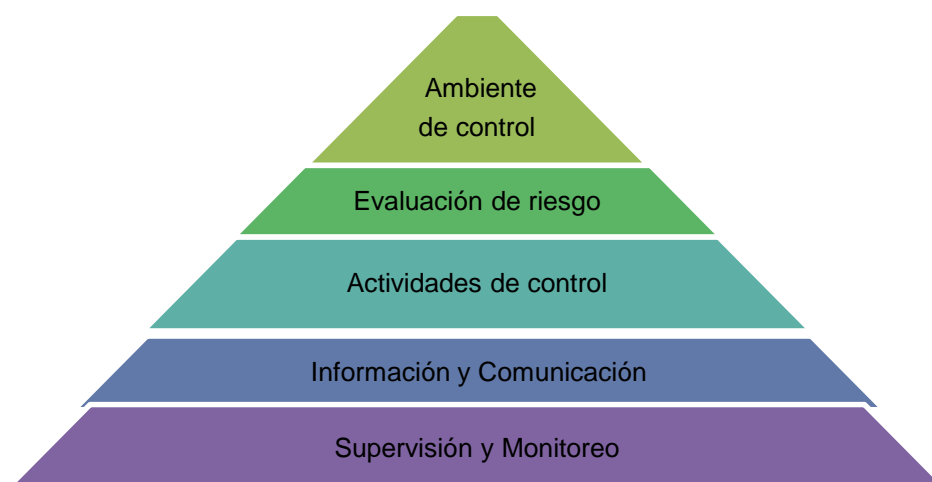 Ambiente
de control
Evaluación de riesgo
Actividades de control
Información y Comunicación
Supervisión y Monitoreo